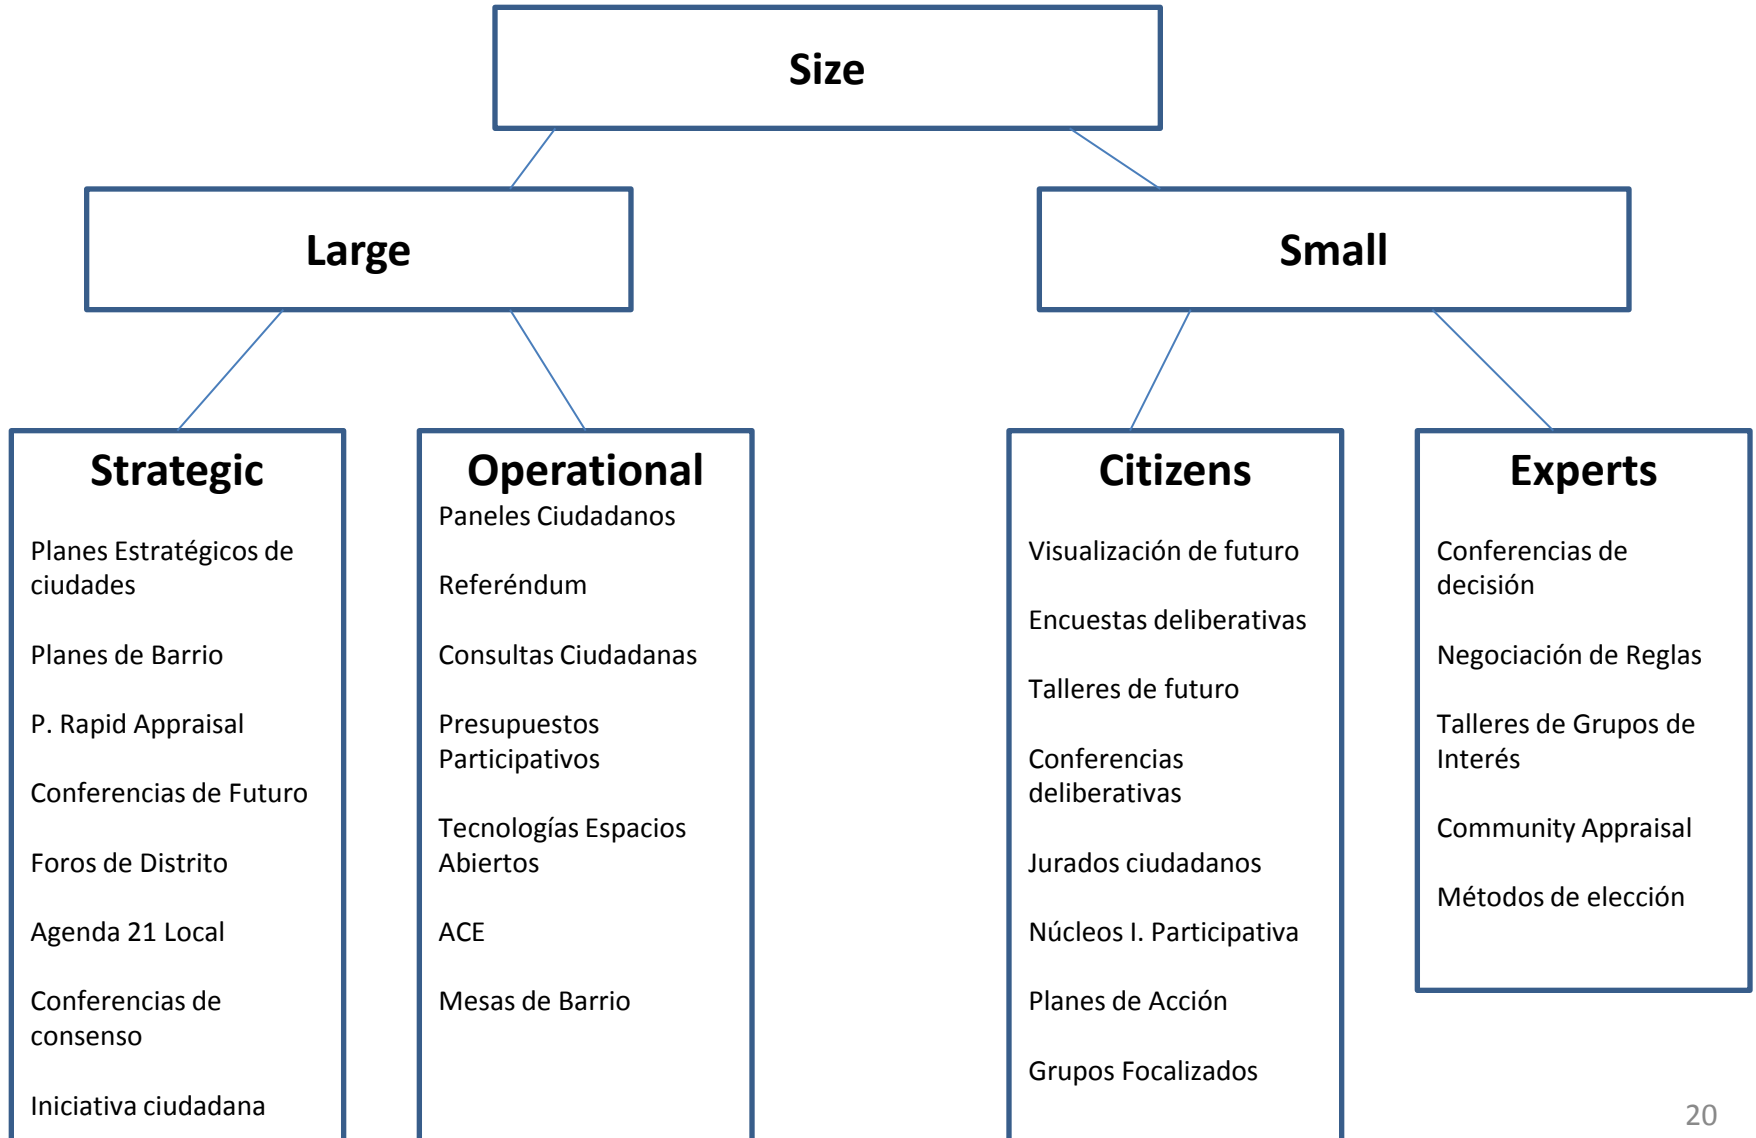 Size
Large
Small
Strategic
Planes Estratégicos de
ciudades
Planes de Barrio
P. Rapid Appraisal
Conferencias de Futuro
Foros de Distrito
Agenda 21 Local
Conferencias de
consenso
Iniciativa ciudadana
Operational
Paneles Ciudadanos
Referéndum
Consultas Ciudadanas
Presupuestos
Participativos
Tecnologías Espacios
Abiertos
ACE
Mesas de Barrio
Citizens
Visualización de futuro
Encuestas deliberativas
Talleres de futuro
Conferencias
deliberativas
Jurados ciudadanos
Núcleos I. Participativa
Planes de Acción
Grupos Focalizados
Experts
Conferencias de
decisión
Negociación de Reglas
Talleres de Grupos de
Interés
Community Appraisal
Métodos de elección
20